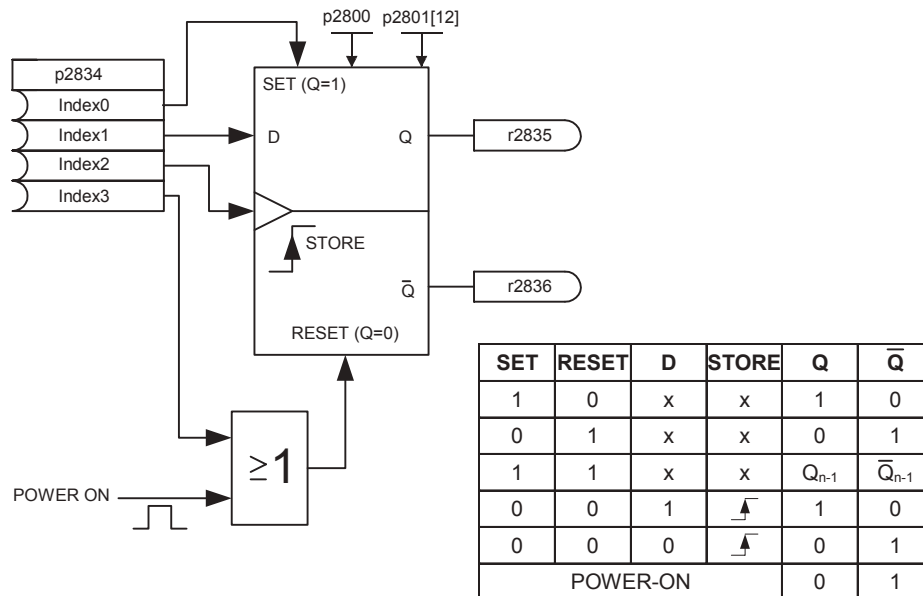 p2800 p2801[12]
p2834
Index0
Index1
Index2
Index3
SET (Q=1)
D Q
STORE
Q̅
RESET (Q=0)
r2835
r2836
≥1
POWER ON
SET RESET D STORE Q Q̅
1 0 x x 1 0
0 1 x x 0 1
1 1 x x Qn-1 Q̅n-1
0 0 1 1 0
0 0 0 0 1
POWER-ON 0 1